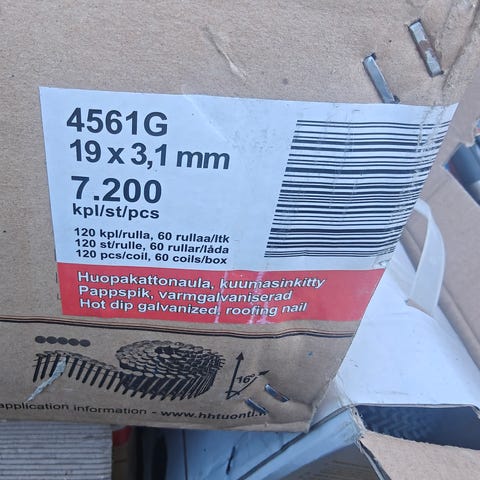 4561G
19 x 3,1 mm
7.200
kpl/st/pcs
120 kpl/rulla, 60 rullaa/ltk
120 st/rulle, 60 rullar/låda
120 pcs/coil, 60 coils/box
Huopakattonaula, kuumasinkitty
Pappspik, varmgalvaniserad
Hot dip galvanized, roofing nail
16°
application information - www.hhtuonti.